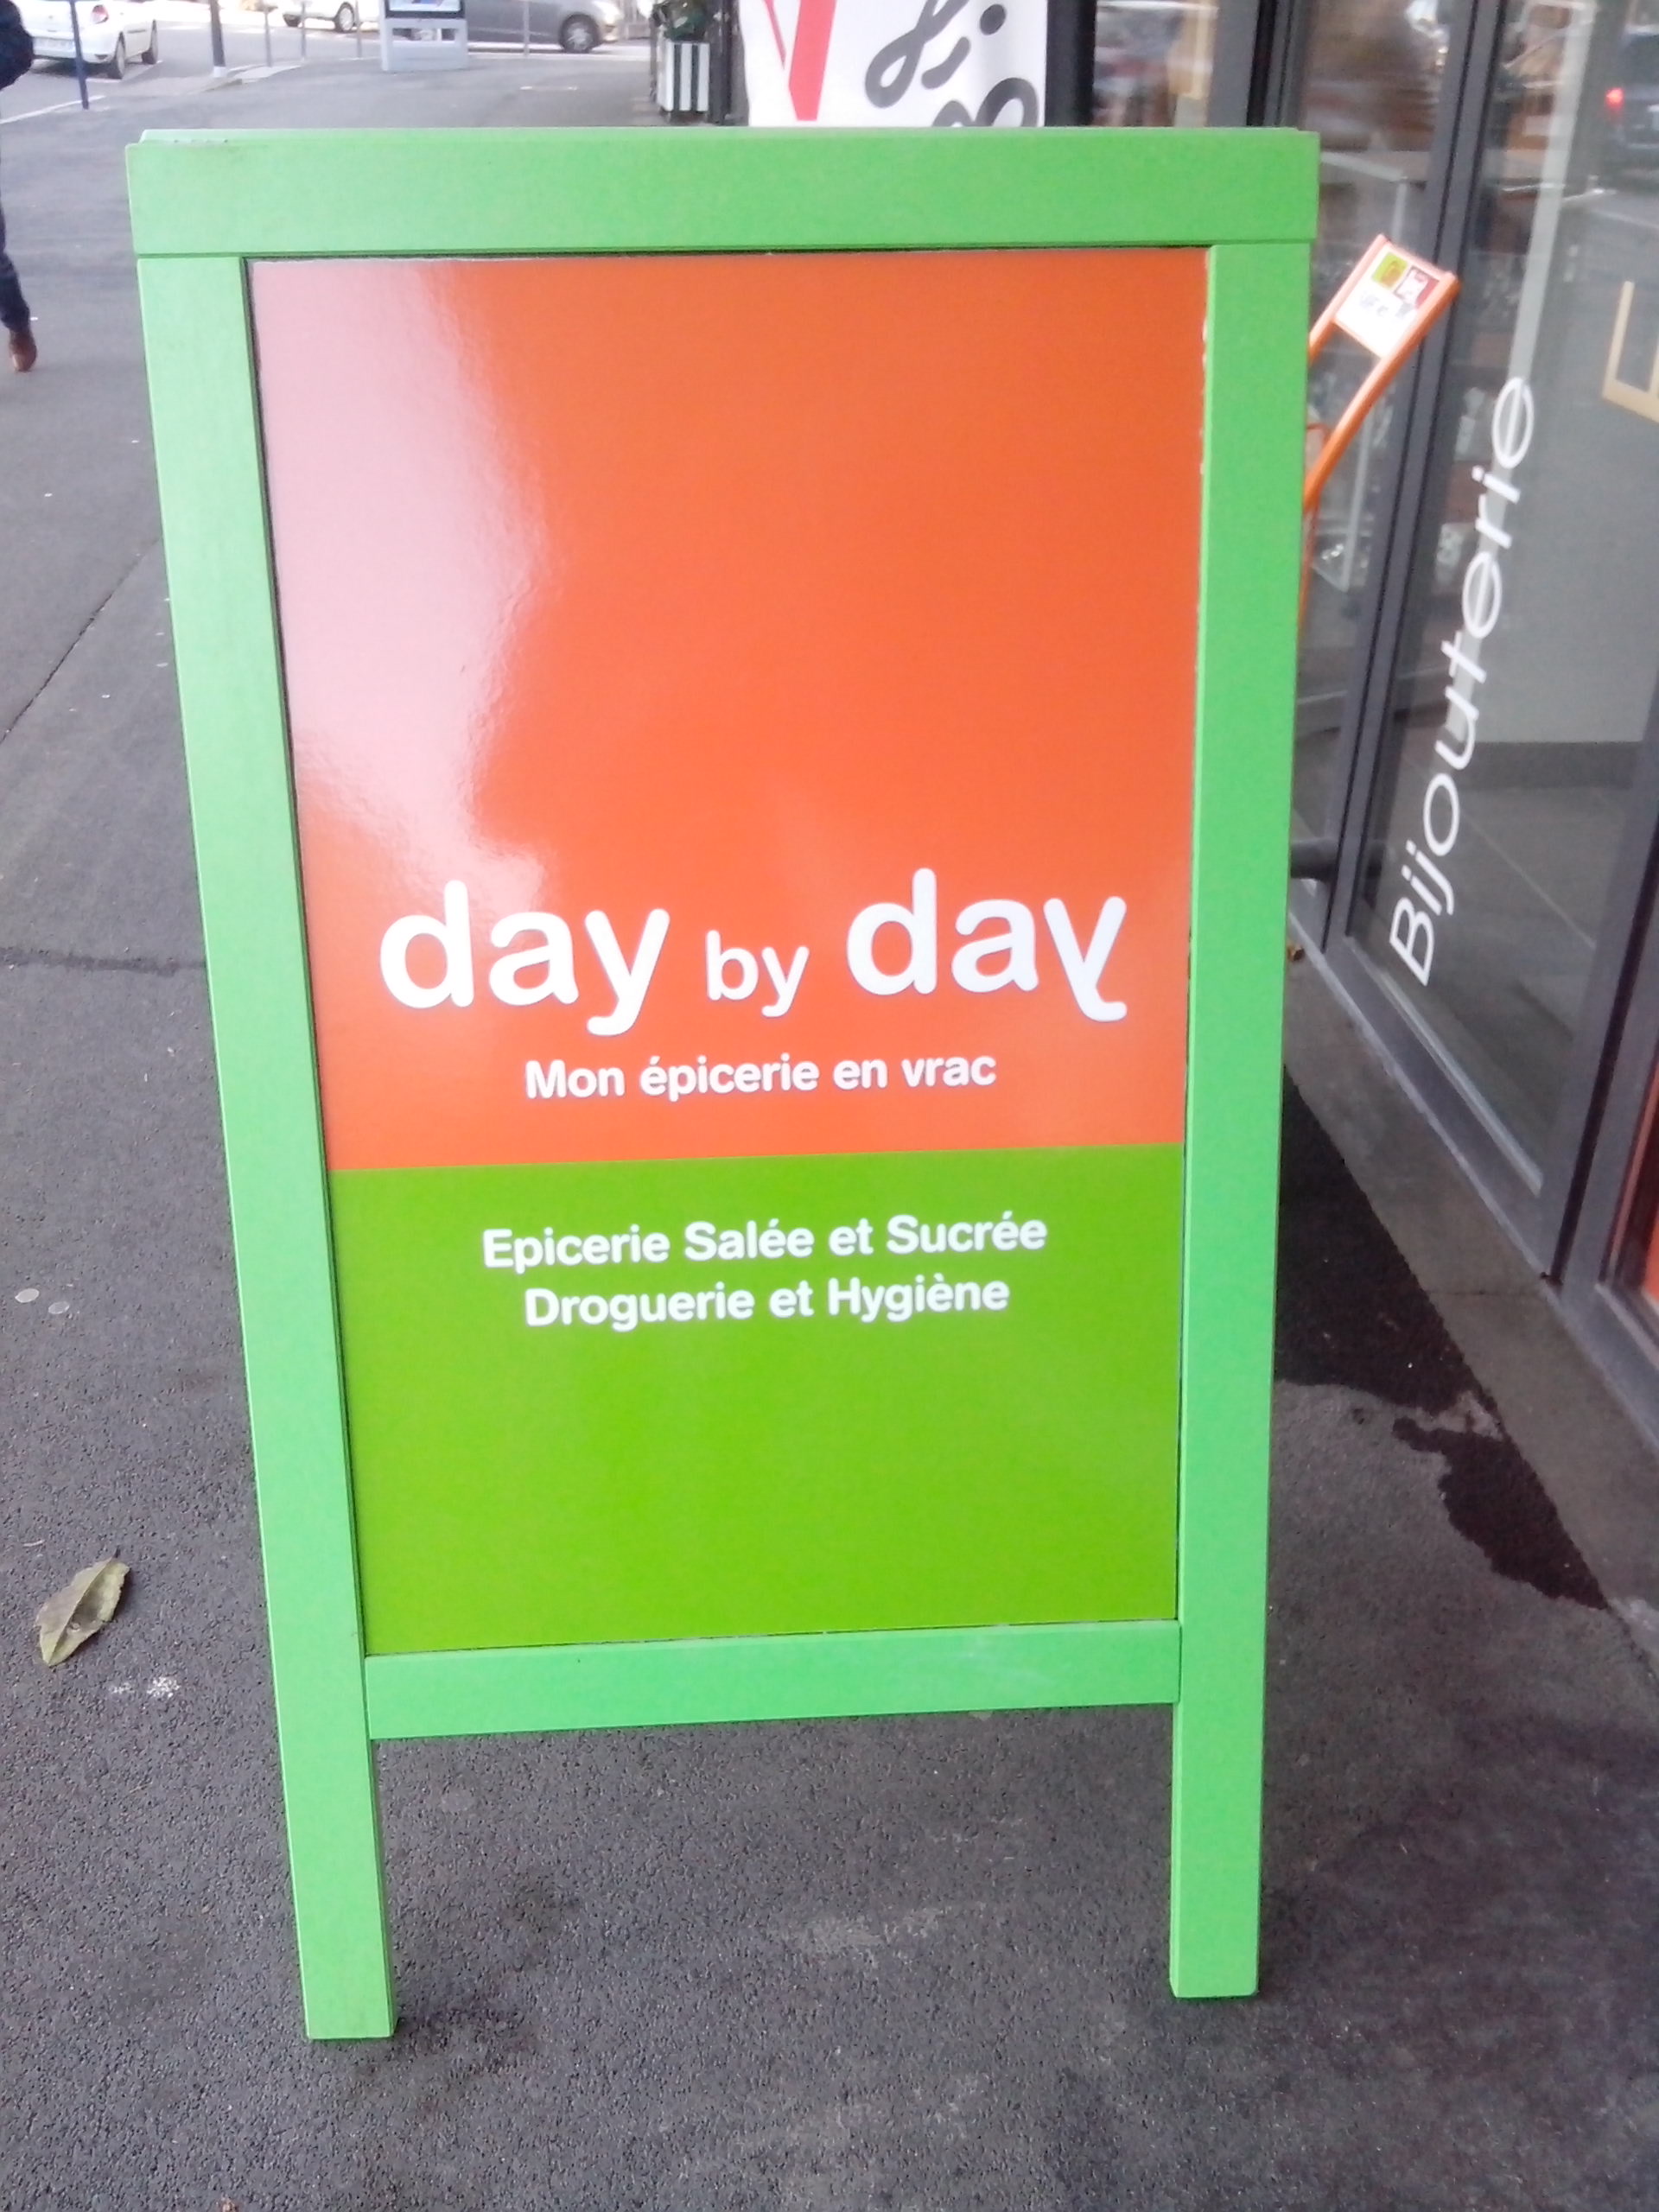 day by day
Mon épicerie en vrac
Epicerie Salée et Sucrée
Droguerie et Hygiène
Bijouterie